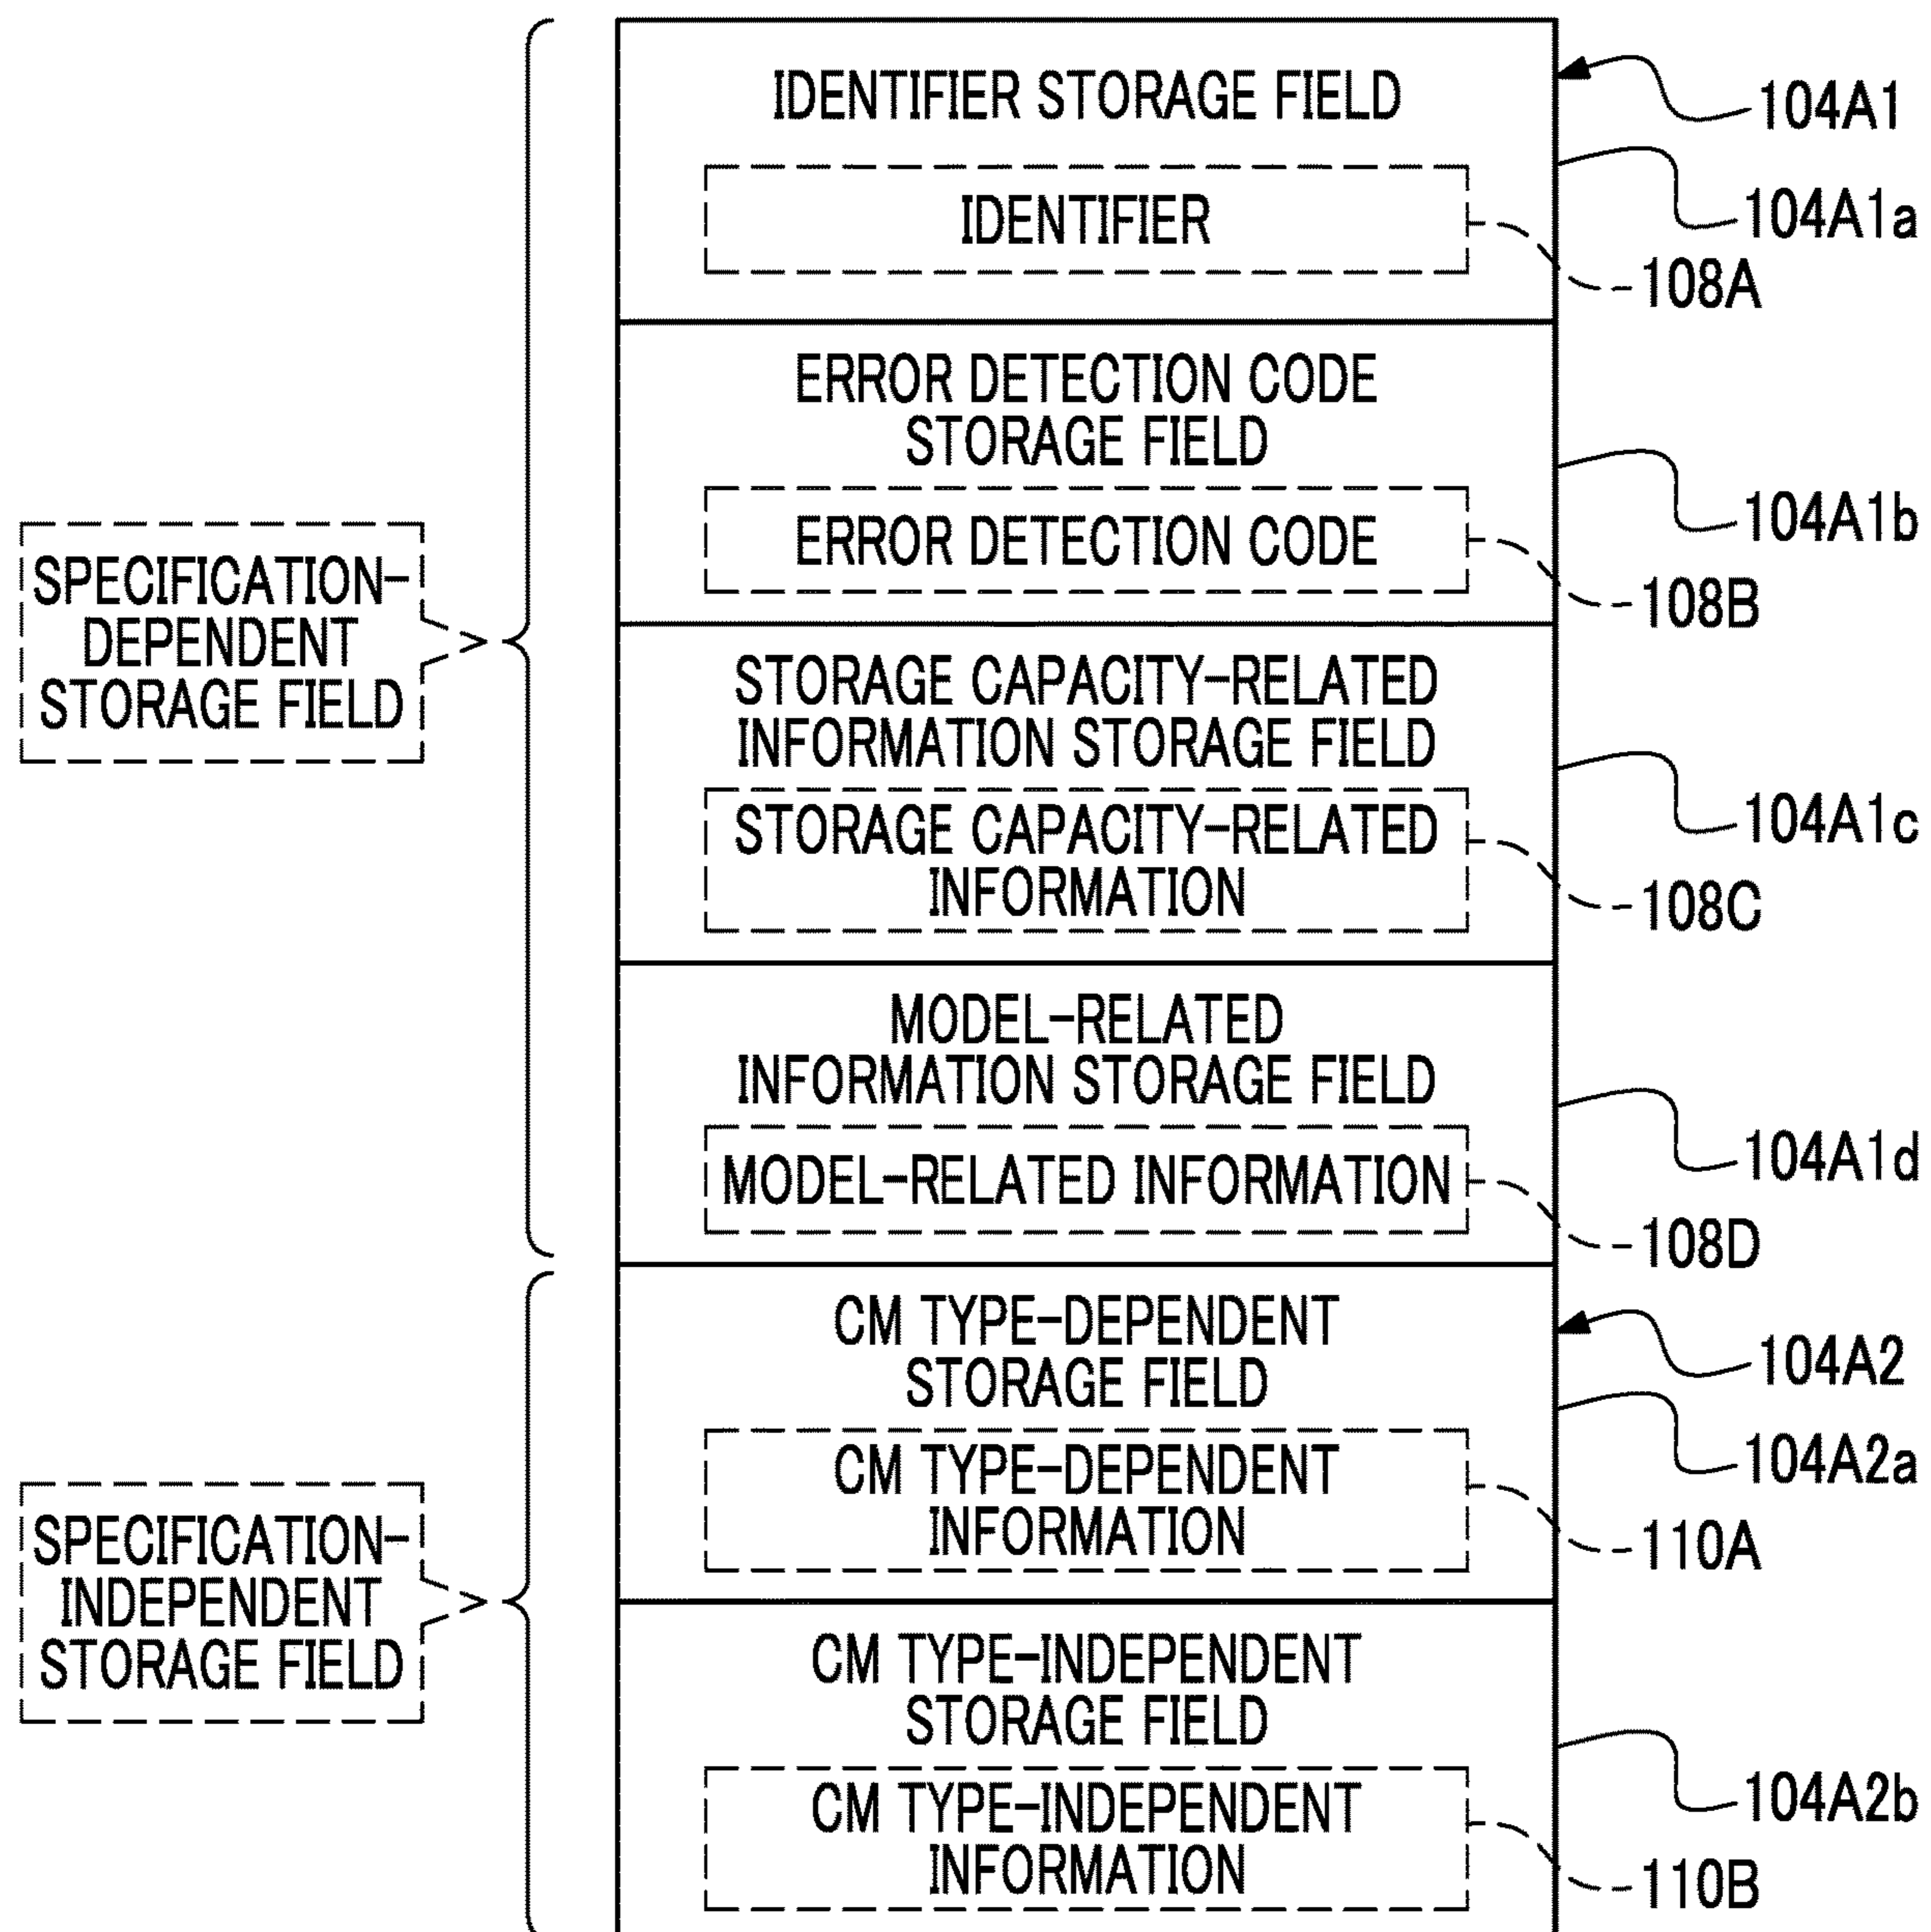 IDENTIFIER STORAGE FIELD
104A1
IDENTIFIER
104A1a
108A
ERROR DETECTION CODE
STORAGE FIELD
104A1b
ERROR DETECTION CODE
108B
SPECIFICATION-
DEPENDENT
STORAGE FIELD
STORAGE CAPACITY-RELATED
INFORMATION STORAGE FIELD
104A1c
STORAGE CAPACITY-RELATED
INFORMATION
108C
MODEL-RELATED
INFORMATION STORAGE FIELD
104A1d
MODEL-RELATED INFORMATION
108D
CM TYPE-DEPENDENT
STORAGE FIELD
104A2
104A2a
CM TYPE-DEPENDENT
INFORMATION
110A
SPECIFICATION-
INDEPENDENT
STORAGE FIELD
CM TYPE-INDEPENDENT
STORAGE FIELD
104A2b
CM TYPE-INDEPENDENT
INFORMATION
110B